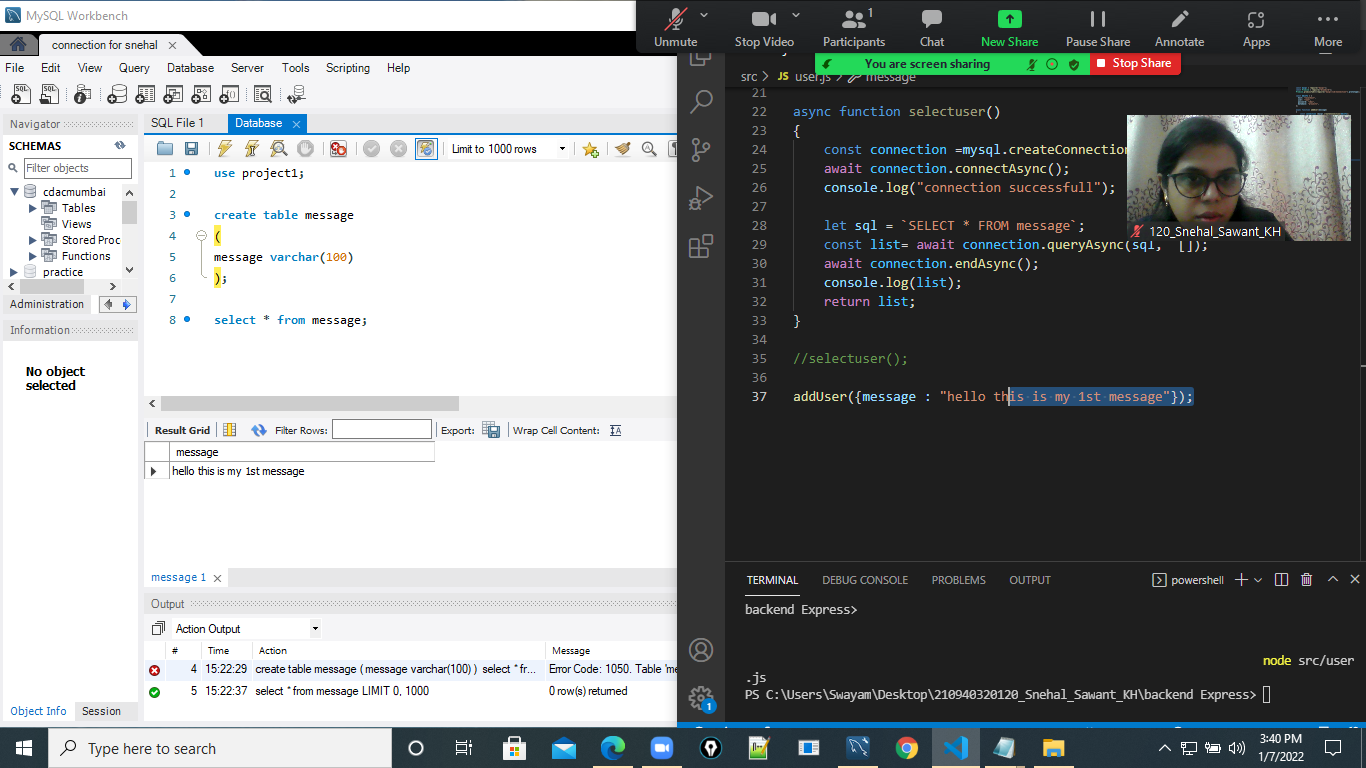 MySQL Workbench
connection for snehal
File Edit View Query Database Server Tools Scripting Help
Navigator
SCHEMAS
Filter objects
cdacmumbai
Tables
Views
Stored Proc
Functions
practice
Administration
Information
No object
selected
Object Info Session
SQL File 1 Database
Limit to 1000 rows
1 use project1;
2
3 create table message
4 (
5 message varchar(100)
6 );
7
8 select * from message;
Result Grid Filter Rows: Export: Wrap Cell Content:
message
hello this is my 1st message
message 1
Output
Action Output
# Time Action Message
4 15:22:29 create table message ( message varchar(100) ) select * fr... Error Code: 1050. Table 'me
5 15:22:37 select * from message LIMIT 0, 1000 0 row(s) returned
Unmute Stop Video Participants 1 Chat New Share Pause Share Annotate Apps More
You are screen sharing Stop Share
src > JS user.js > message
21
22 async function selectuser()
23 {
24 const connection =mysql.createConnection
25 await connection.connectAsync();
26 console.log("connection successfull");
27
28 let sql = `SELECT * FROM message`;
29 const list= await connection.queryAsync(sql, []);
30 await connection.endAsync();
31 console.log(list);
32 return list;
33 }
34
35 //selectuser();
36
37 addUser({message : "hello this is my 1st message"});
120_Snehal_Sawant_KH
TERMINAL DEBUG CONSOLE PROBLEMS OUTPUT powershell
backend Express>
node src/user
.js
PS C:\Users\Swayam\Desktop\210940320120_Snehal_Sawant_KH\backend Express>
1
Type here to search
3:40 PM
1/7/2022